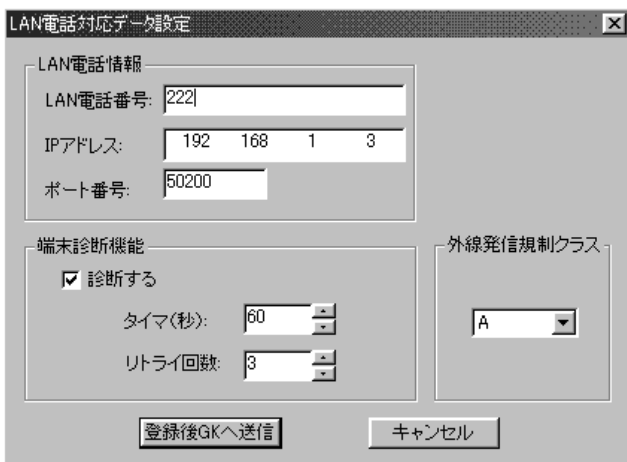 LAN電話対応データ設定
LAN電話情報
LAN電話番号: 222
IPアドレス: 192 168 1 3
ポート番号: 50200
端末診断機能
診断する
タイマ(秒): 60
リトライ回数: 3
外線発信規制クラス
A
登録後GKへ送信
キャンセル